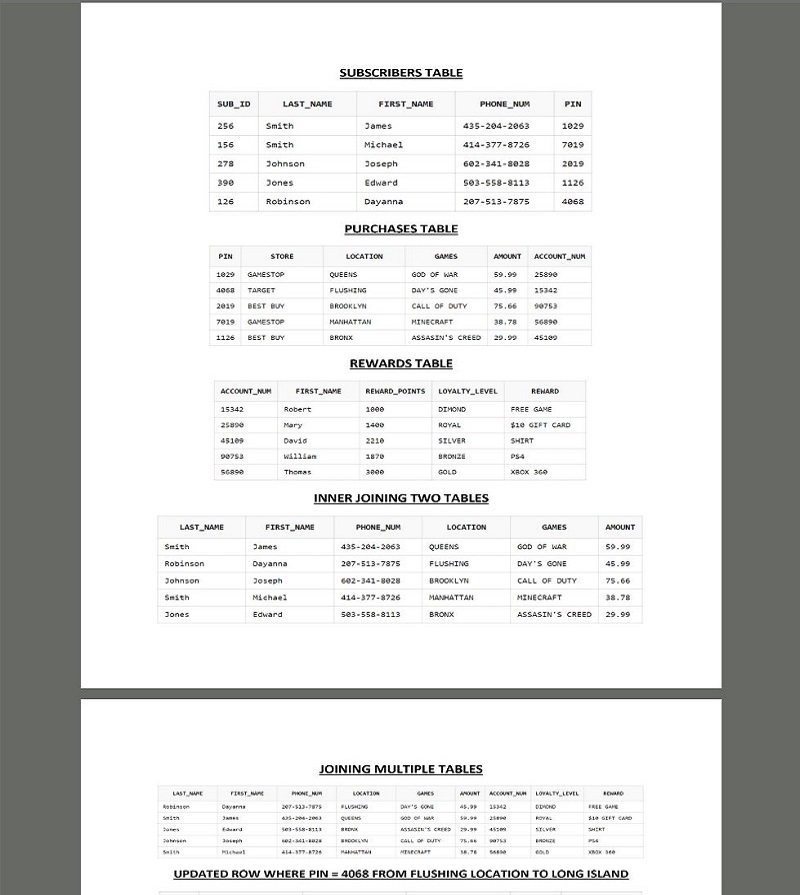 SUBSCRIBERS TABLE
SUB_ID LAST_NAME FIRST_NAME PHONE_NUM PIN
256 Smith James 435-204-2063 1029
156 Smith Michael 414-377-8726 7019
278 Johnson Joseph 602-341-8028 2019
390 Jones Edward 503-558-8113 1126
126 Robinson Dayanna 207-513-7875 4068
PURCHASES TABLE
PIN STORE LOCATION GAMES AMOUNT ACCOUNT_NUM
1029 GAMESTOP QUEENS GOD OF WAR 59.99 25890
4068 TARGET FLUSHING DAY'S GONE 45.99 15342
2019 BEST BUY BROOKLYN CALL OF DUTY 75.66 90753
7019 GAMESTOP MANHATTAN MINECRAFT 38.78 56890
1126 BEST BUY BRONX ASSASIN'S CREED 29.99 45109
REWARDS TABLE
ACCOUNT_NUM FIRST_NAME REWARD_POINTS LOYALTY_LEVEL REWARD
15342 Robert 1000 DIMOND FREE GAME
25890 Mary 1400 ROYAL $10 GIFT CARD
45109 David 2210 SILVER SHIRT
90753 William 1870 BRONZE PS4
56890 Thomas 3000 GOLD XBOX 360
INNER JOINING TWO TABLES
LAST_NAME FIRST_NAME PHONE_NUM LOCATION GAMES AMOUNT
Smith James 435-204-2063 QUEENS GOD OF WAR 59.99
Robinson Dayanna 207-513-7875 FLUSHING DAY'S GONE 45.99
Johnson Joseph 602-341-8028 BROOKLYN CALL OF DUTY 75.66
Smith Michael 414-377-8726 MANHATTAN MINECRAFT 38.78
Jones Edward 503-558-8113 BRONX ASSASIN'S CREED 29.99
JOINING MULTIPLE TABLES
LAST_NAME FIRST_NAME PHONE_NUM LOCATION GAMES AMOUNT ACCOUNT_NUM LOYALTY_LEVEL REWARD
Robinson Dayanna 207-513-7875 FLUSHING DAY'S GONE 45.99 15342 DIMOND FREE GAME
Smith James 435-204-2063 QUEENS GOD OF WAR 59.99 25890 ROYAL $10 GIFT CARD
Jones Edward 503-558-8113 BRONX ASSASIN'S CREED 29.99 45109 SILVER SHIRT
Johnson Joseph 602-341-8028 BROOKLYN CALL OF DUTY 75.66 90753 BRONZE PS4
Smith Michael 414-377-8726 MANHATTAN MINECRAFT 38.78 56890 GOLD XBOX 360
UPDATED ROW WHERE PIN = 4068 FROM FLUSHING LOCATION TO LONG ISLAND